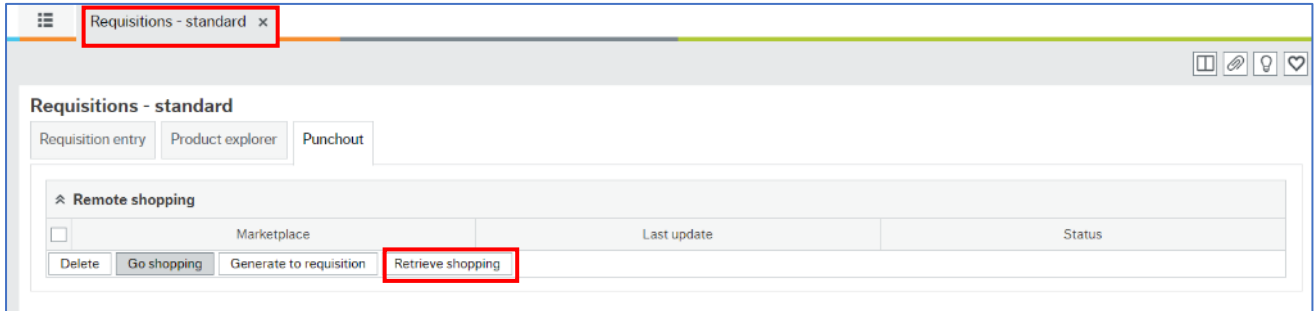 Requisitions - standard x
Requisitions - standard
Requisition entry Product explorer Punchout
Remote shopping
Marketplace Last update Status
Delete Go shopping Generate to requisition Retrieve shopping